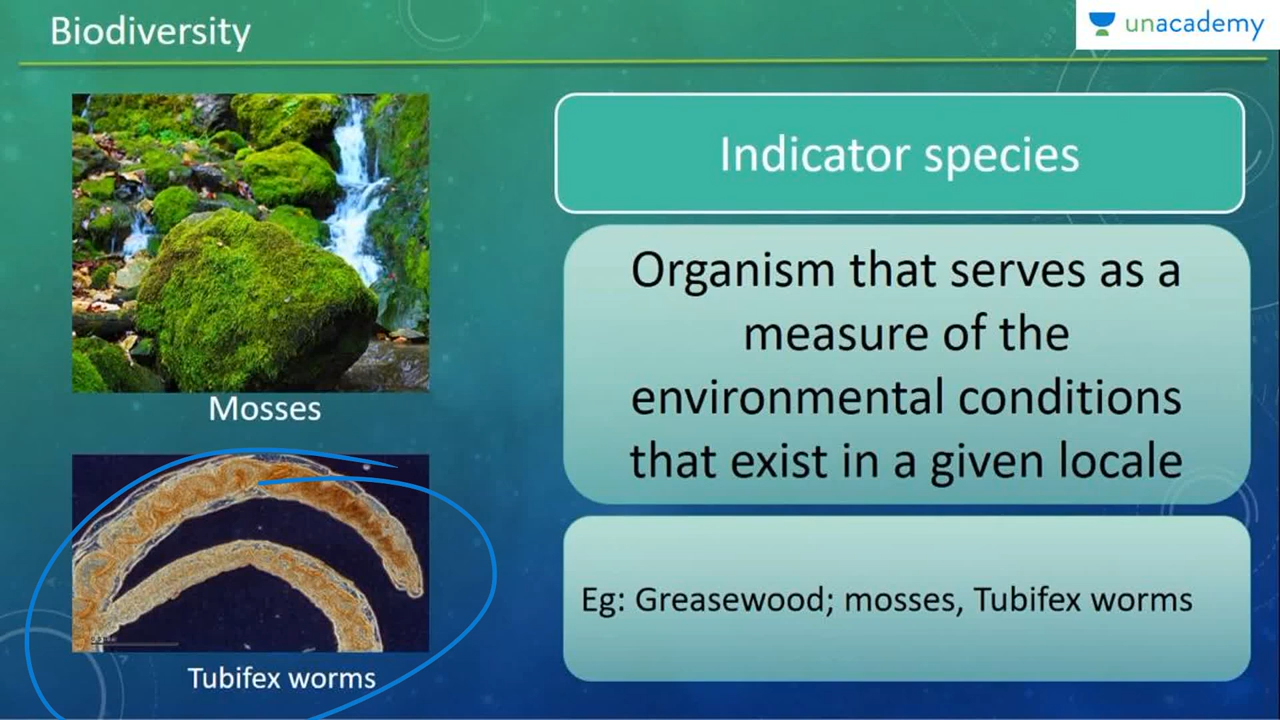 Biodiversity
unacademy
Mosses
Tubifex worms
Indicator species
Organism that serves as a
measure of the
environmental conditions
that exist in a given locale
Eg: Greasewood; mosses, Tubifex worms